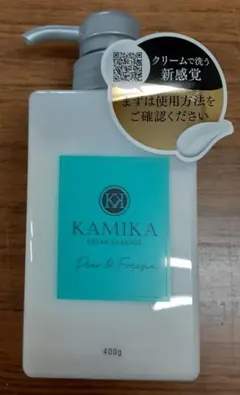 クリームで洗う
新感覚
まずは使用方法を
ご確認ください
KAMIKA
CREAM SHAMPOO
Pear & Freesia
400g